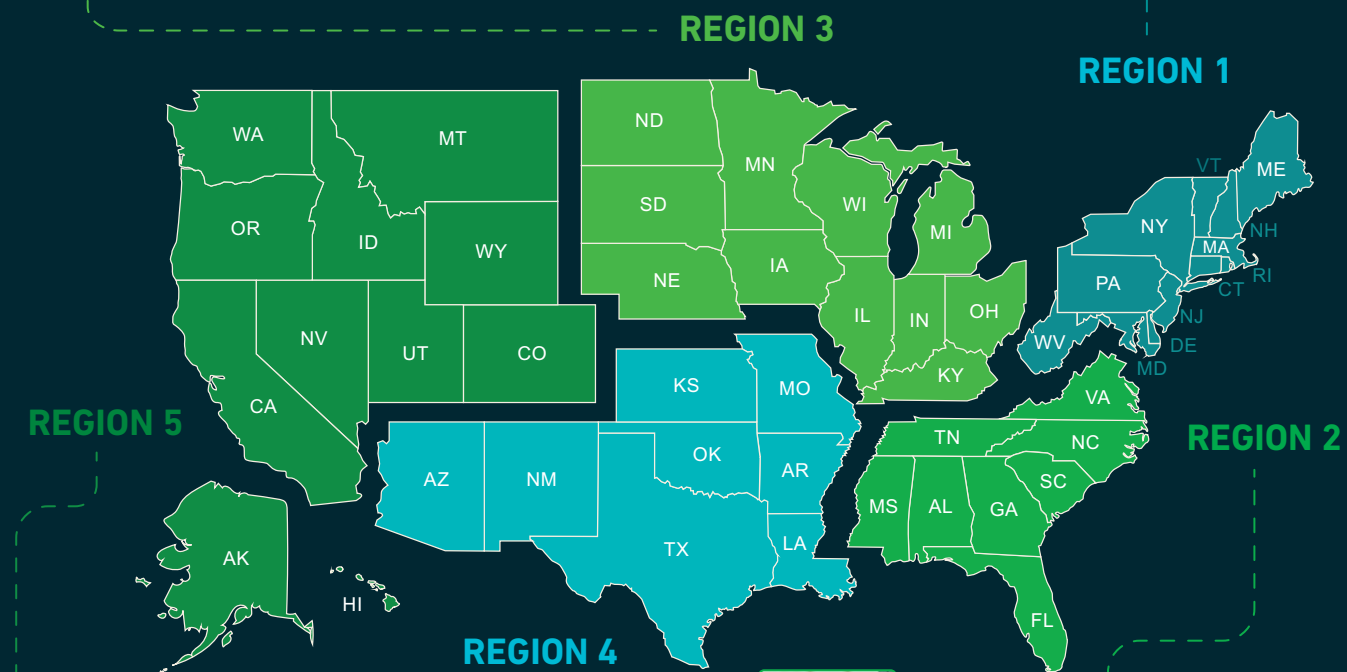 REGION 3
REGION 1
WA
MT
ND
MN
VT
ME
OR
ID
WY
SD
WI
MI
NY
NH
MA
NE
IA
PA
RI
CT
NV
UT
CO
IL
IN
OH
NJ
WV
DE
MD
CA
KS
MO
KY
VA
REGION 5
TN
NC
REGION 2
AZ
NM
OK
AR
SC
MS
AL
GA
AK
TX
LA
HI
FL
REGION 4